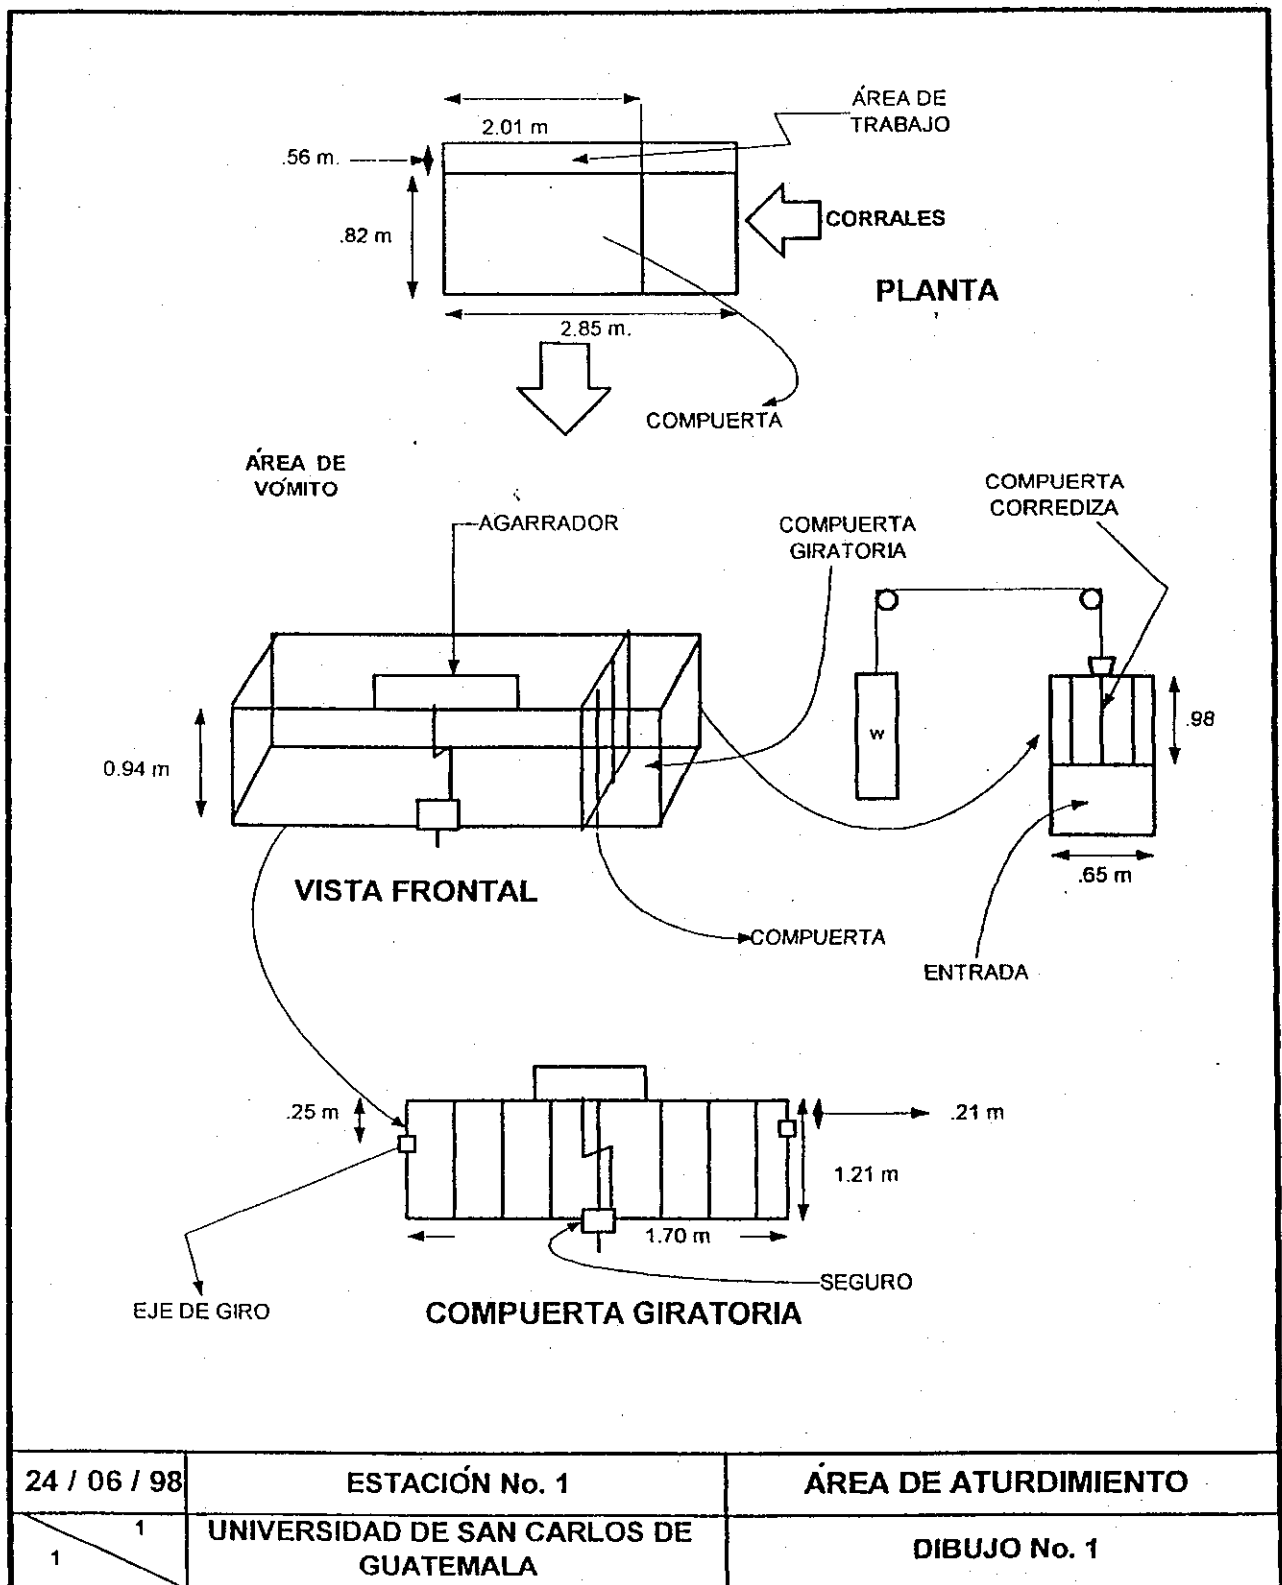 2.01 m
ÁREA DE
TRABAJO
.56 m.
.82 m
CORRALES
PLANTA
2.85 m.
COMPUERTA
ÁREA DE
VÓMITO
AGARRADOR
COMPUERTA
GIRATORIA
COMPUERTA
CORREDIZA
W
.98
0.94 m
.65 m
VISTA FRONTAL
COMPUERTA
ENTRADA
.25 m
.21 m
1.21 m
1.70 m
SEGURO
EJE DE GIRO
COMPUERTA GIRATORIA
24 / 06 / 98
ESTACIÓN No. 1
ÁREA DE ATURDIMIENTO
1
1
UNIVERSIDAD DE SAN CARLOS DE
GUATEMALA
DIBUJO No. 1